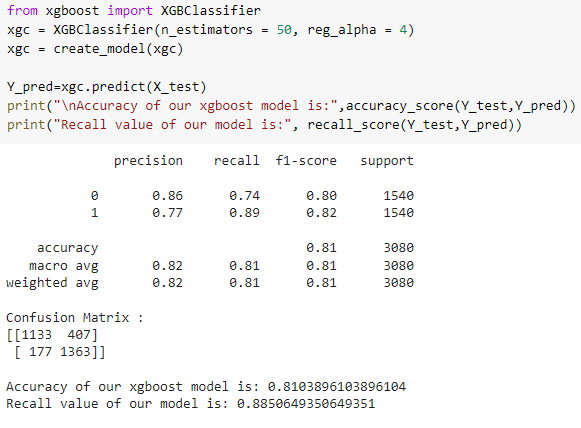 from xgboost import XGBClassifier
xgc = XGBClassifier(n_estimators = 50, reg_alpha = 4)
xgc = create_model(xgc)
Y_pred=xgc.predict(X_test)
print("\nAccuracy of our xgboost model is:",accuracy_score(Y_test,Y_pred))
print("Recall value of our model is:", recall_score(Y_test,Y_pred))
precision recall f1-score support
0 0.86 0.74 0.80 1540
1 0.77 0.89 0.82 1540
accuracy 0.81 3080
macro avg 0.82 0.81 0.81 3080
weighted avg 0.82 0.81 0.81 3080
Confusion Matrix :
[[1133 407]
[ 177 1363]]
Accuracy of our xgboost model is: 0.8103896103896104
Recall value of our model is: 0.8850649350649351